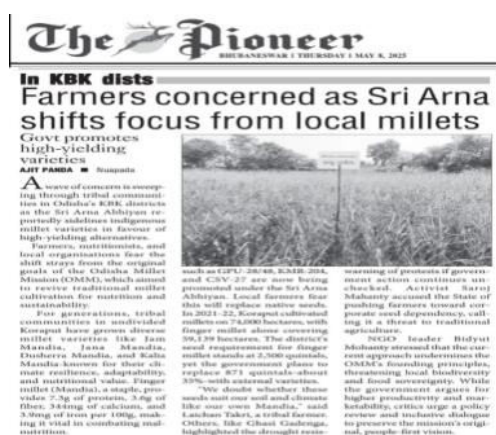 The Pioneer
BHUBANESWAR | THURSDAY | MAY 8, 2025
In KBK dists
Farmers concerned as Sri Arna
shifts focus from local millets
Govt promotes
high-yielding
varieties
AJIT PANDA ■ Nuapada
A wave of concern is sweep-
ing through tribal communi-
ties in Odisha's KBK districts
as the Sri Arna Abhiyan re-
portedly sidelines indigenous
millet varieties in favour of
high-yielding alternatives.
Farmers, nutritionists, and
local organisations fear the
shift strays from the original
goals of the Odisha Millet
Mission (OMM), which aimed
to revive traditional millet
cultivation for nutrition and
sustainability.
For generations, tribal
communities in undivided
Koraput have grown diverse
millet varieties like Jam
Mandia, Jana Mandia,
Dusherra Mandia, and Kalia
Mandia known for their cli-
mate resilience, adaptability,
and nutritional value. Finger
millet (Mandia), a staple, pro-
vides 7.3g of protein, 3.6g of
fiber, 344mg of calcium, and
3.9mg of iron per 100g, mak-
ing it vital in combating mal-
nutrition.
such as GPU-28/48, KMR-204,
and CSV-27 are now being
promoted under the Sri Arna
Abhiyan. Local farmers fear
this will replace native seeds.
In 2021-22, Koraput cultivated
millets on 74,000 hectares, with
finger millet alone covering
59,139 hectares. The district's
seed requirement for finger
millet stands at 2,500 quintals,
yet the government plans to
replace 871 quintals-about
35%-with external varieties.
"We doubt whether these
seeds suit our soil and climate
like our own Mandia," said
Laichan Takri, a tribal farmer.
Others, like Ghasi Gadeiga,
highlighted the drought resis-
warning of protests if govern-
ment action continues un-
checked. Activist Saroj
Mohanty accused the State of
pushing farmers toward cor-
porate seed dependency, call-
ing it a threat to traditional
agriculture.
NGO leader Bidyut
Mohanty stressed that the cur-
rent approach undermines the
OMM's founding principles,
threatening local biodiversity
and food sovereignty. While
the government argues for
higher productivity and mar-
ketability, critics urge a policy
review and inclusive dialogue
to preserve the mission's origi-
nal, people-first vision.